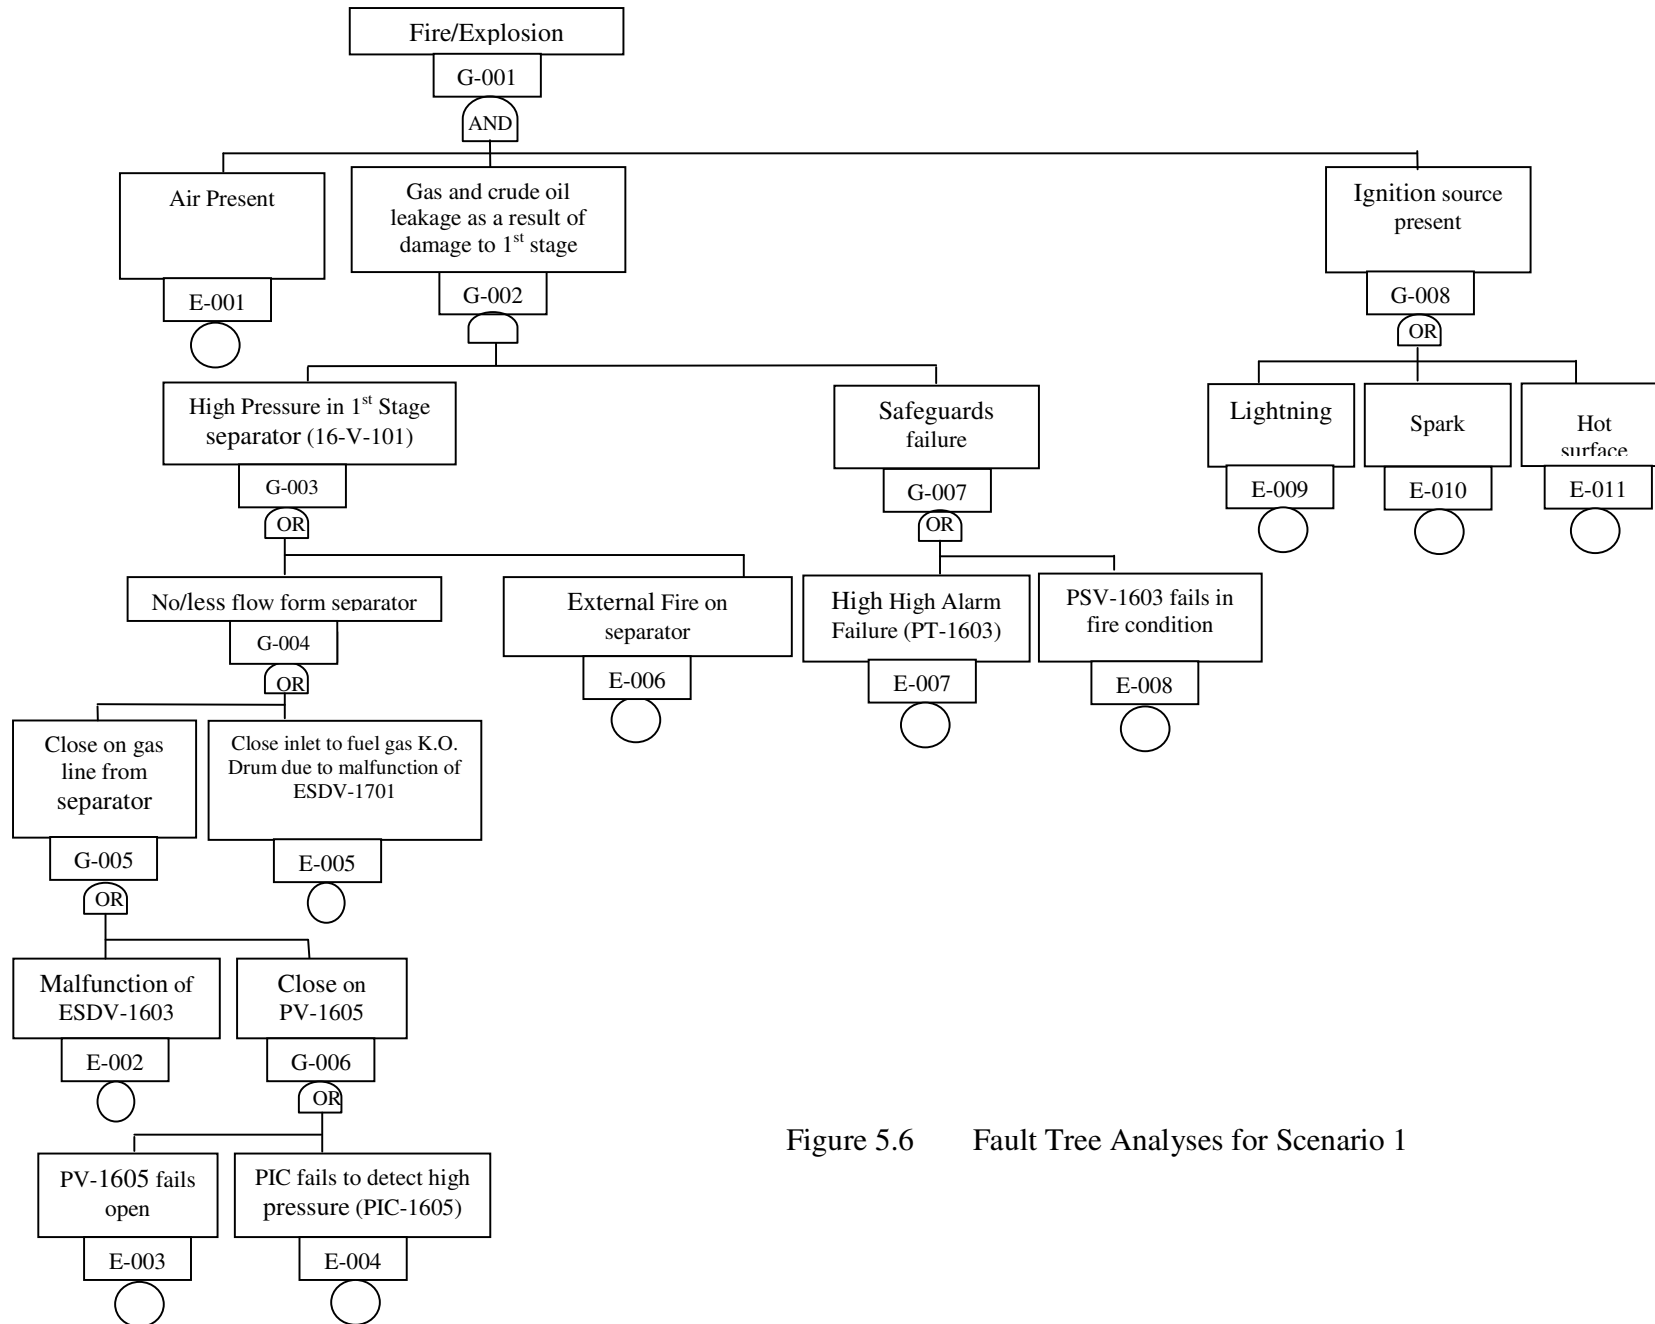 Fire/Explosion
G-001
AND
Air Present
E-001
Gas and crude oil
leakage as a result of
damage to 1st stage
G-002
Ignition source
present
G-008
OR
High Pressure in 1st Stage
separator (16-V-101)
G-003
OR
Safeguards
failure
G-007
OR
Lightning
E-009
Spark
E-010
Hot
surface
E-011
No/less flow form separator
G-004
OR
External Fire on
separator
E-006
High High Alarm
Failure (PT-1603)
E-007
PSV-1603 fails in
fire condition
E-008
Close on gas
line from
separator
G-005
OR
Close inlet to fuel gas K.O.
Drum due to malfunction of
ESDV-1701
E-005
Malfunction of
ESDV-1603
E-002
Close on
PV-1605
G-006
OR
PV-1605 fails
open
E-003
PIC fails to detect high
pressure (PIC-1605)
E-004
Figure 5.6 Fault Tree Analyses for Scenario 1